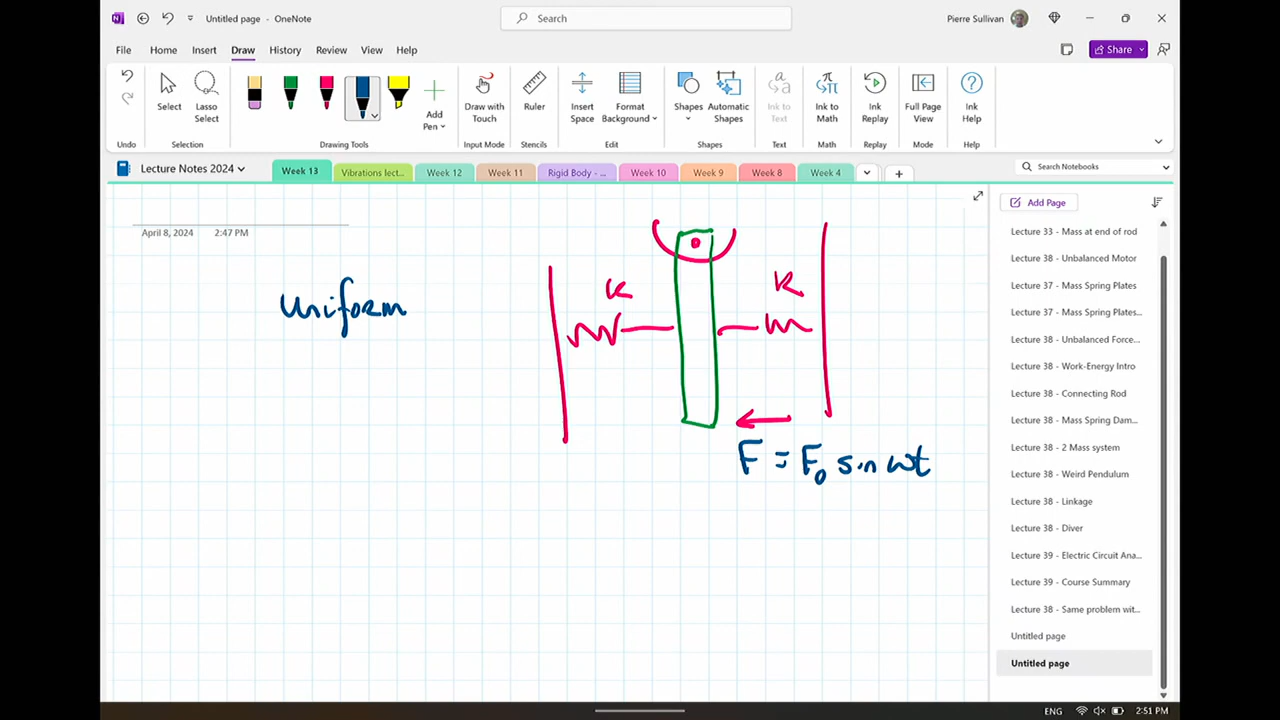 Untitled page - OneNote
Search
Pierre Sullivan
File Home Insert Draw History Review View Help
Share
Select
Lasso Select
Add Pen
Draw with Touch
Ruler
Insert Space
Format Background
Shapes
Automatic Shapes
Ink to Text
Ink to Math
Ink Replay
Full Page View
Ink Help
Undo Selection Drawing Tools Input Mode Stencils Edit Shapes Text Math Replay Mode Help
Lecture Notes 2024
Week 13 Vibrations lect... Week 12 Week 11 Rigid Body - ... Week 10 Week 9 Week 8 Week 4
Search Notebooks
Add Page
April 8, 2024 2:47 PM
uniform
K
K
F = F₀ sin ωt
Lecture 33 - Mass at end of rod
Lecture 38 - Unbalanced Motor
Lecture 37 - Mass Spring Plates
Lecture 37 - Mass Spring Plates...
Lecture 38 - Unbalanced Force...
Lecture 38 - Work-Energy Intro
Lecture 38 - Connecting Rod
Lecture 38 - Mass Spring Dam...
Lecture 38 - 2 Mass system
Lecture 38 - Weird Pendulum
Lecture 38 - Linkage
Lecture 38 - Diver
Lecture 39 - Electric Circuit Ana...
Lecture 39 - Course Summary
Lecture 38 - Same problem wit...
Untitled page
Untitled page
ENG 2:51 PM